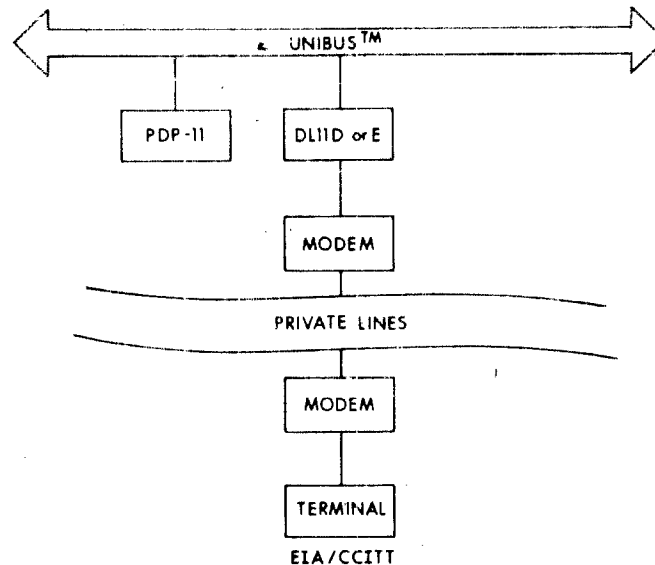 UNIBUS™
PDP-11
DL11D or E
MODEM
PRIVATE LINES
MODEM
TERMINAL
EIA/CCITT